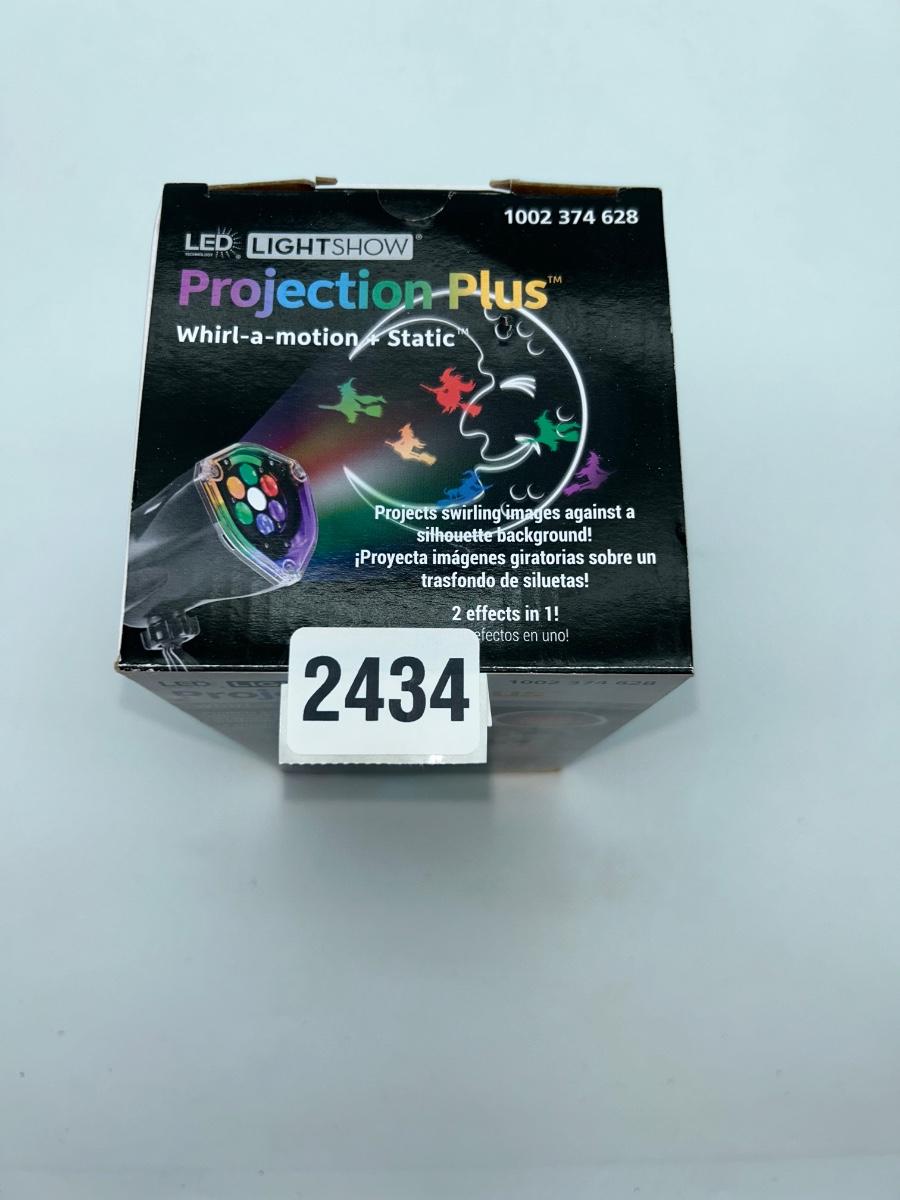 1002 374 628
LED LIGHTSHOW®
TECHNOLOGY
Projection Plus™
Whirl-a-motion + Static™
Projects swirling images against a
silhouette background!
¡Proyecta imágenes giratorias sobre un
trasfondo de siluetas!
2 effects in 1!
efectos en uno!
2434
1002 374 628